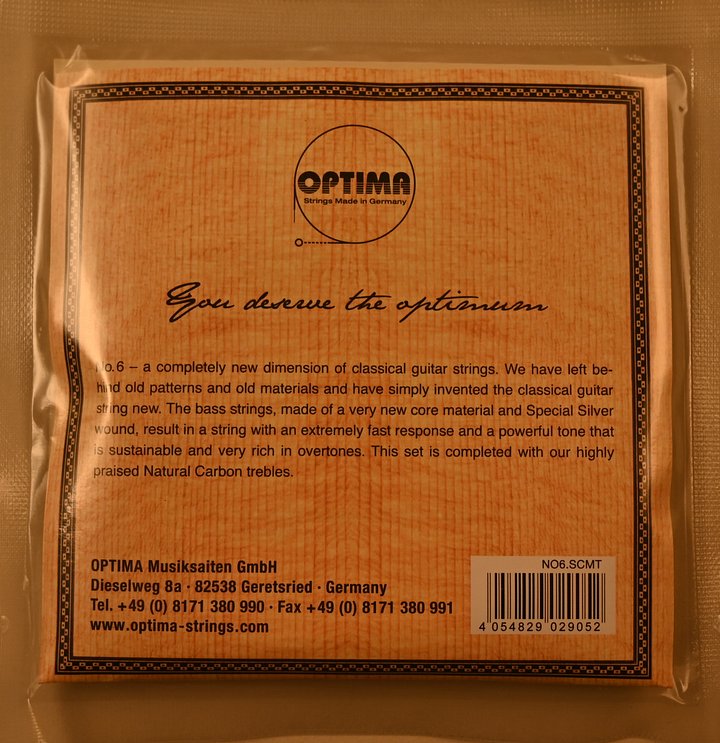 OPTIMA
Strings Made in Germany
You deserve the optimum
No.6 – a completely new dimension of classical guitar strings. We have left be-
hind old patterns and old materials and have simply invented the classical guitar
string new. The bass strings, made of a very new core material and Special Silver
wound, result in a string with an extremely fast response and a powerful tone that
is sustainable and very rich in overtones. This set is completed with our highly
praised Natural Carbon trebles.
OPTIMA Musiksaiten GmbH
Dieselweg 8a · 82538 Geretsried · Germany
Tel. +49 (0) 8171 380 990 · Fax +49 (0) 8171 380 991
www.optima-strings.com
NO6.SCMT
4 054829 029052